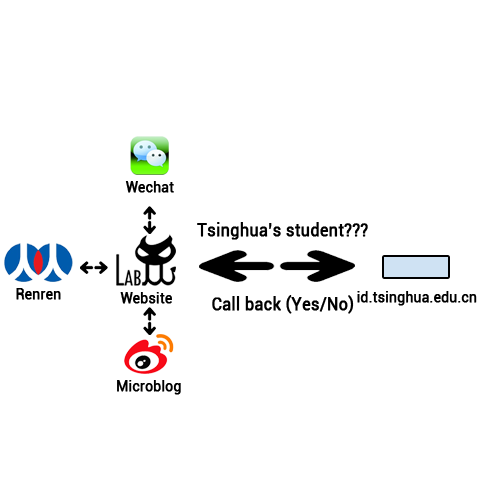 Wechat
Tsinghua's student???
LAB
Renren
Website
Call back (Yes/No)
id.tsinghua.edu.cn
Microblog